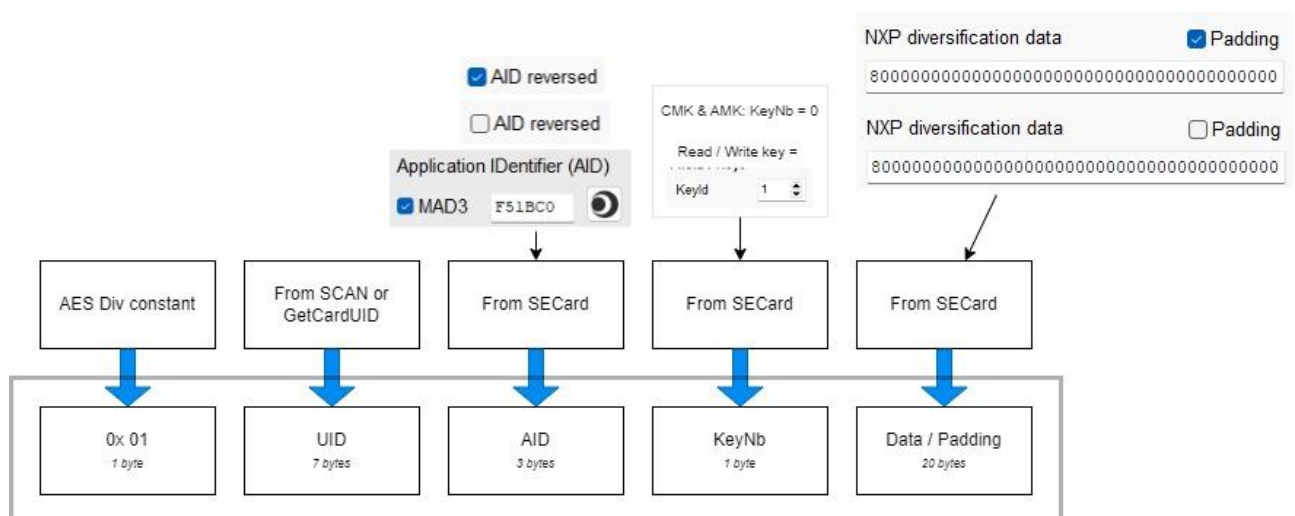 NXP diversification data Padding
8000000000000000000000000000000000000000
NXP diversification data Padding
8000000000000000000000000000000000000000
AID reversed
AID reversed
Application IDentifier (AID)
MAD3 F51BC0
CMK & AMK: KeyNb = 0
Read / Write key =
KeyId 1
AES Div constant
From SCAN or
GetCardUID
From SECard
From SECard
From SECard
0x 01
1 byte
UID
7 bytes
AID
3 bytes
KeyNb
1 byte
Data / Padding
20 bytes